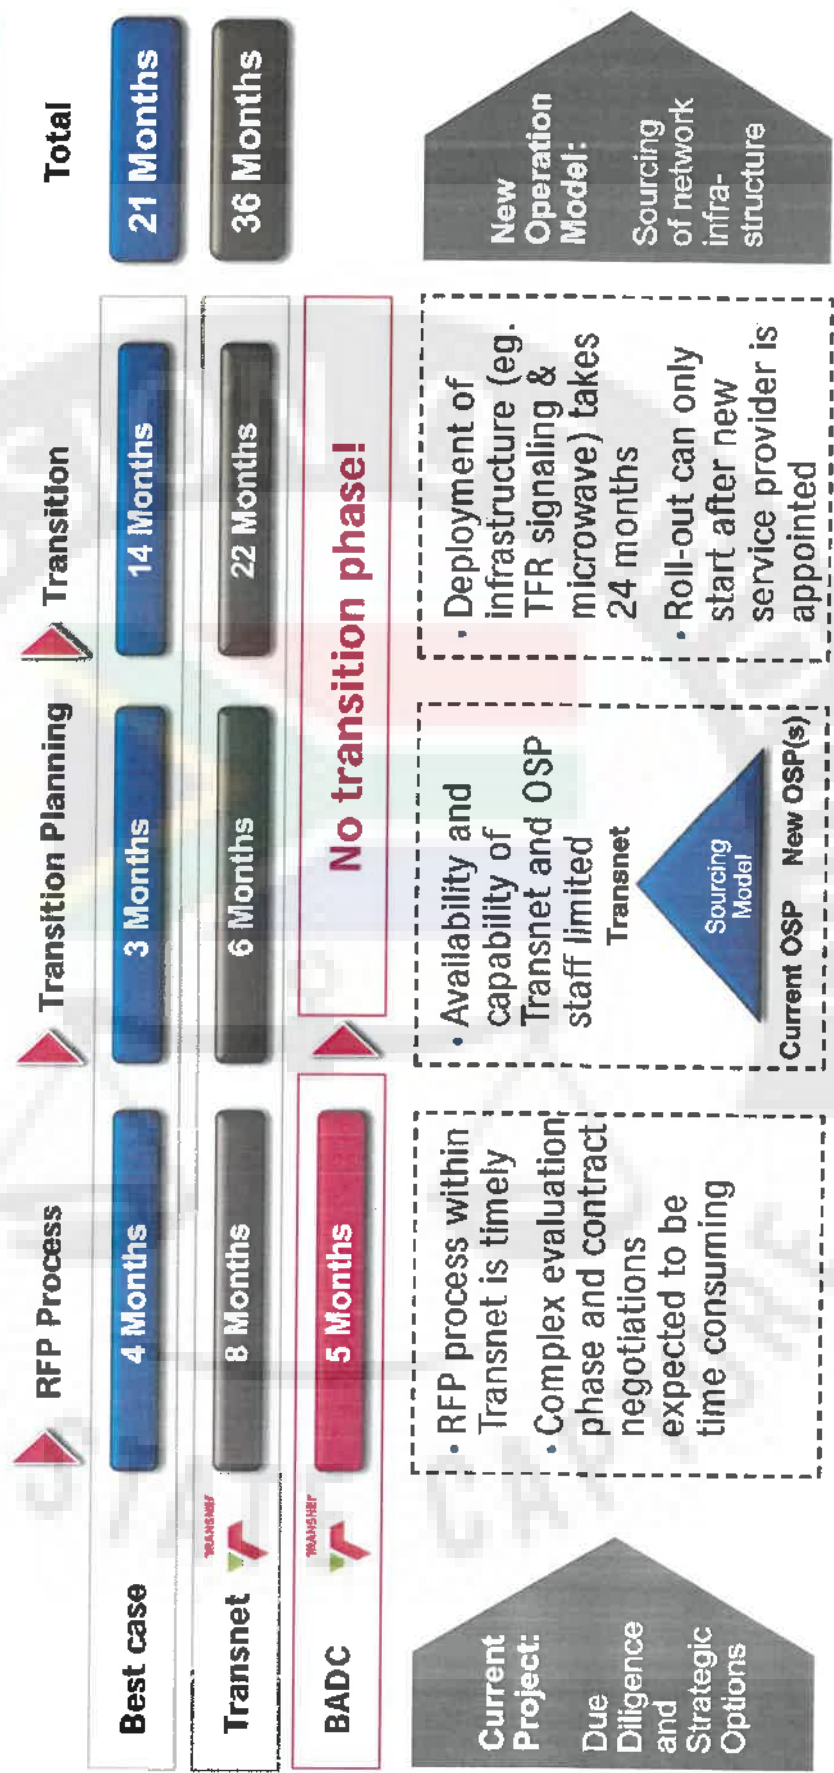 RFP Process
Transition Planning
Transition
Total
Best case
4 Months
3 Months
14 Months
21 Months
Transnet
TRANSNET
8 Months
6 Months
22 Months
36 Months
BADC
TRANSNET
5 Months
No transition phase!
Current
Project:
Due
Diligence
and
Strategic
Options
• RFP process within
Transnet is timely
• Complex evaluation
phase and contract
negotiations
expected to be
time consuming
• Availability and
capability of
Transnet and OSP
staff limited
Transnet
Sourcing
Model
Current OSP
New OSP(s)
• Deployment of
infrastructure (eg.
TFR signaling &
microwave) takes
24 months
• Roll-out can only
start after new
service provider is
appointed
New
Operation
Model:
Sourcing
of network
infra-
structure